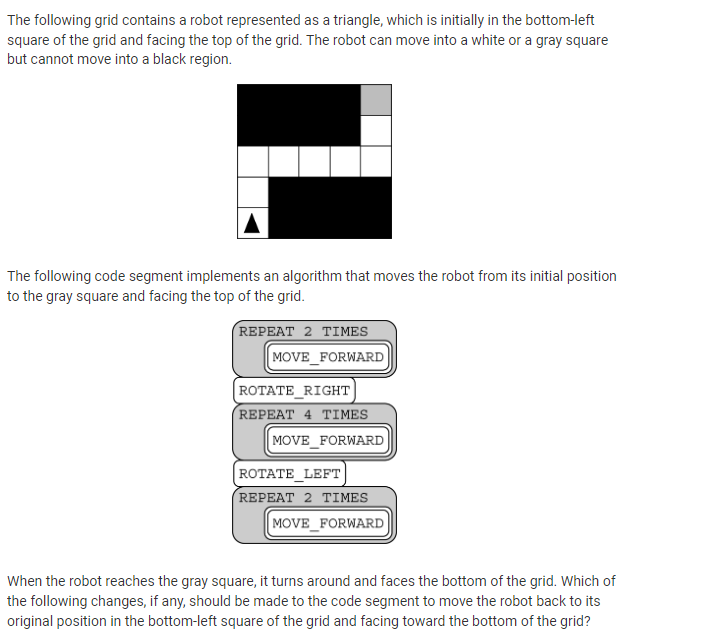 The following grid contains a robot represented as a triangle, which is initially in the bottom-left
square of the grid and facing the top of the grid. The robot can move into a white or a gray square
but cannot move into a black region.
The following code segment implements an algorithm that moves the robot from its initial position
to the gray square and facing the top of the grid.
REPEAT 2 TIMES
MOVE_FORWARD
ROTATE_RIGHT
REPEAT 4 TIMES
MOVE_FORWARD
ROTATE_LEFT
REPEAT 2 TIMES
MOVE_FORWARD
When the robot reaches the gray square, it turns around and faces the bottom of the grid. Which of
the following changes, if any, should be made to the code segment to move the robot back to its
original position in the bottom-left square of the grid and facing toward the bottom of the grid?